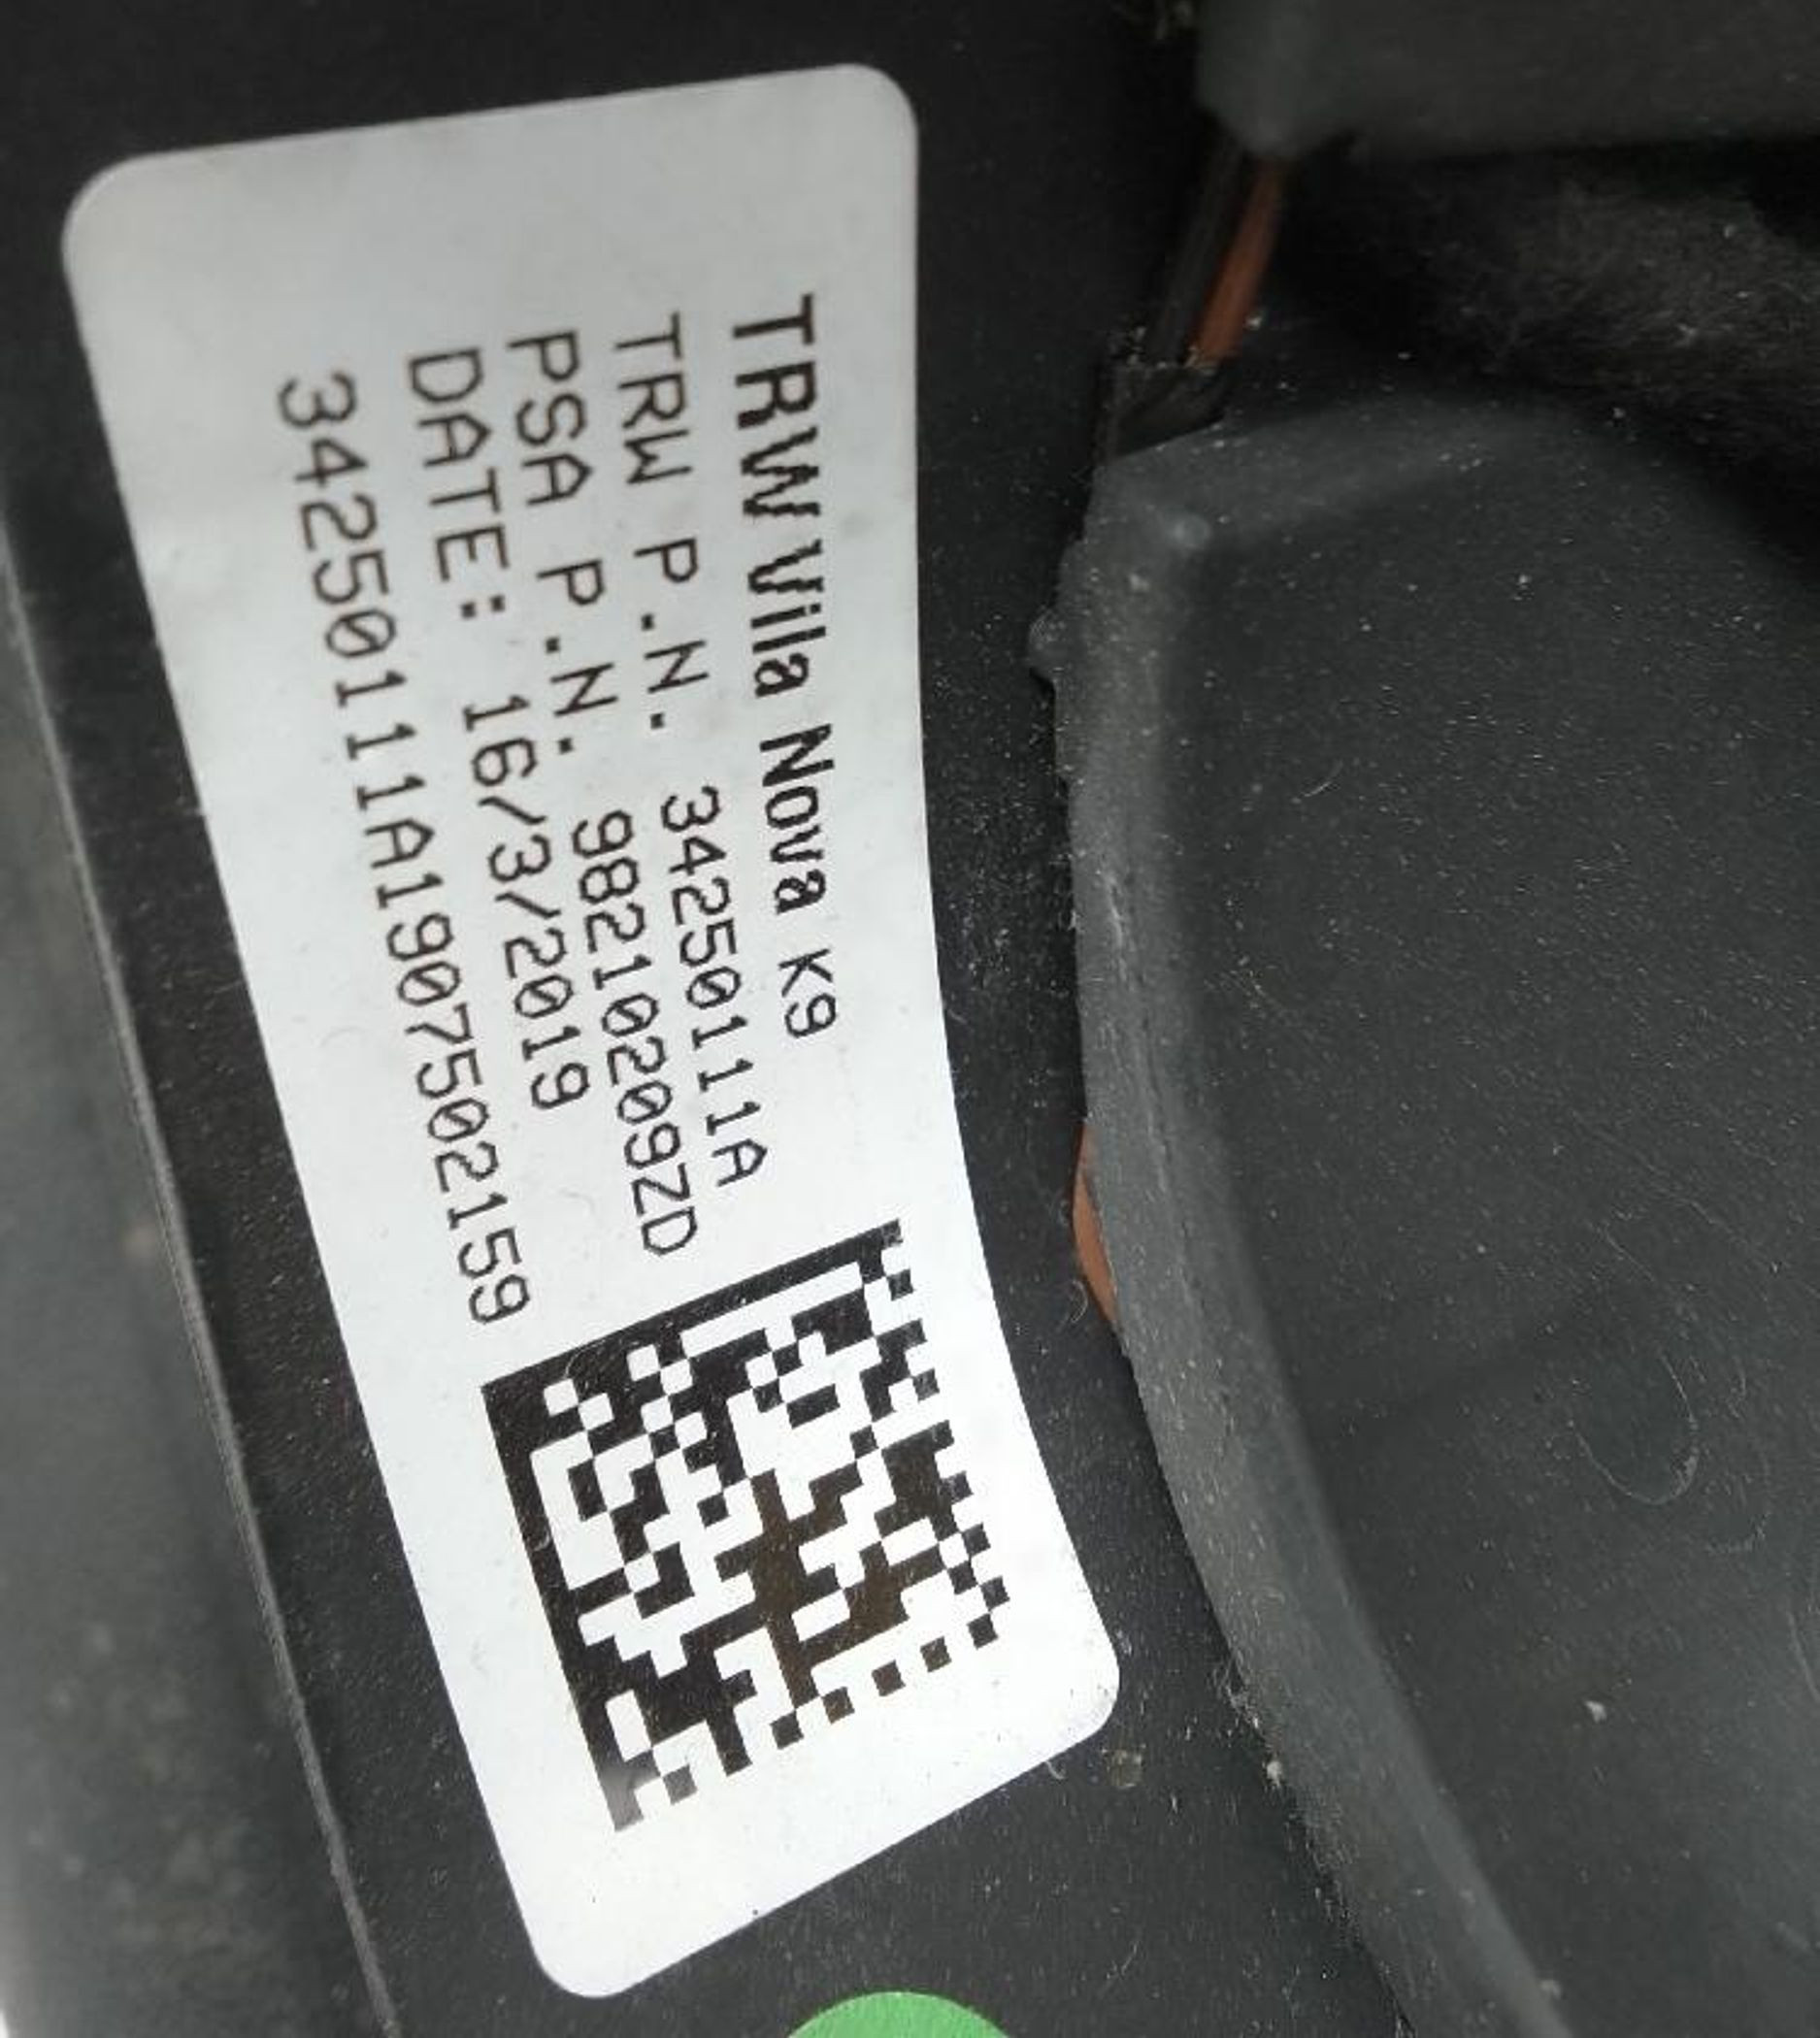 TRW Vila Nova K9
TRW P.N. 34250111A
PSA P.N. 98210209ZD
DATE: 16/3/2019
34250111A190750215​9